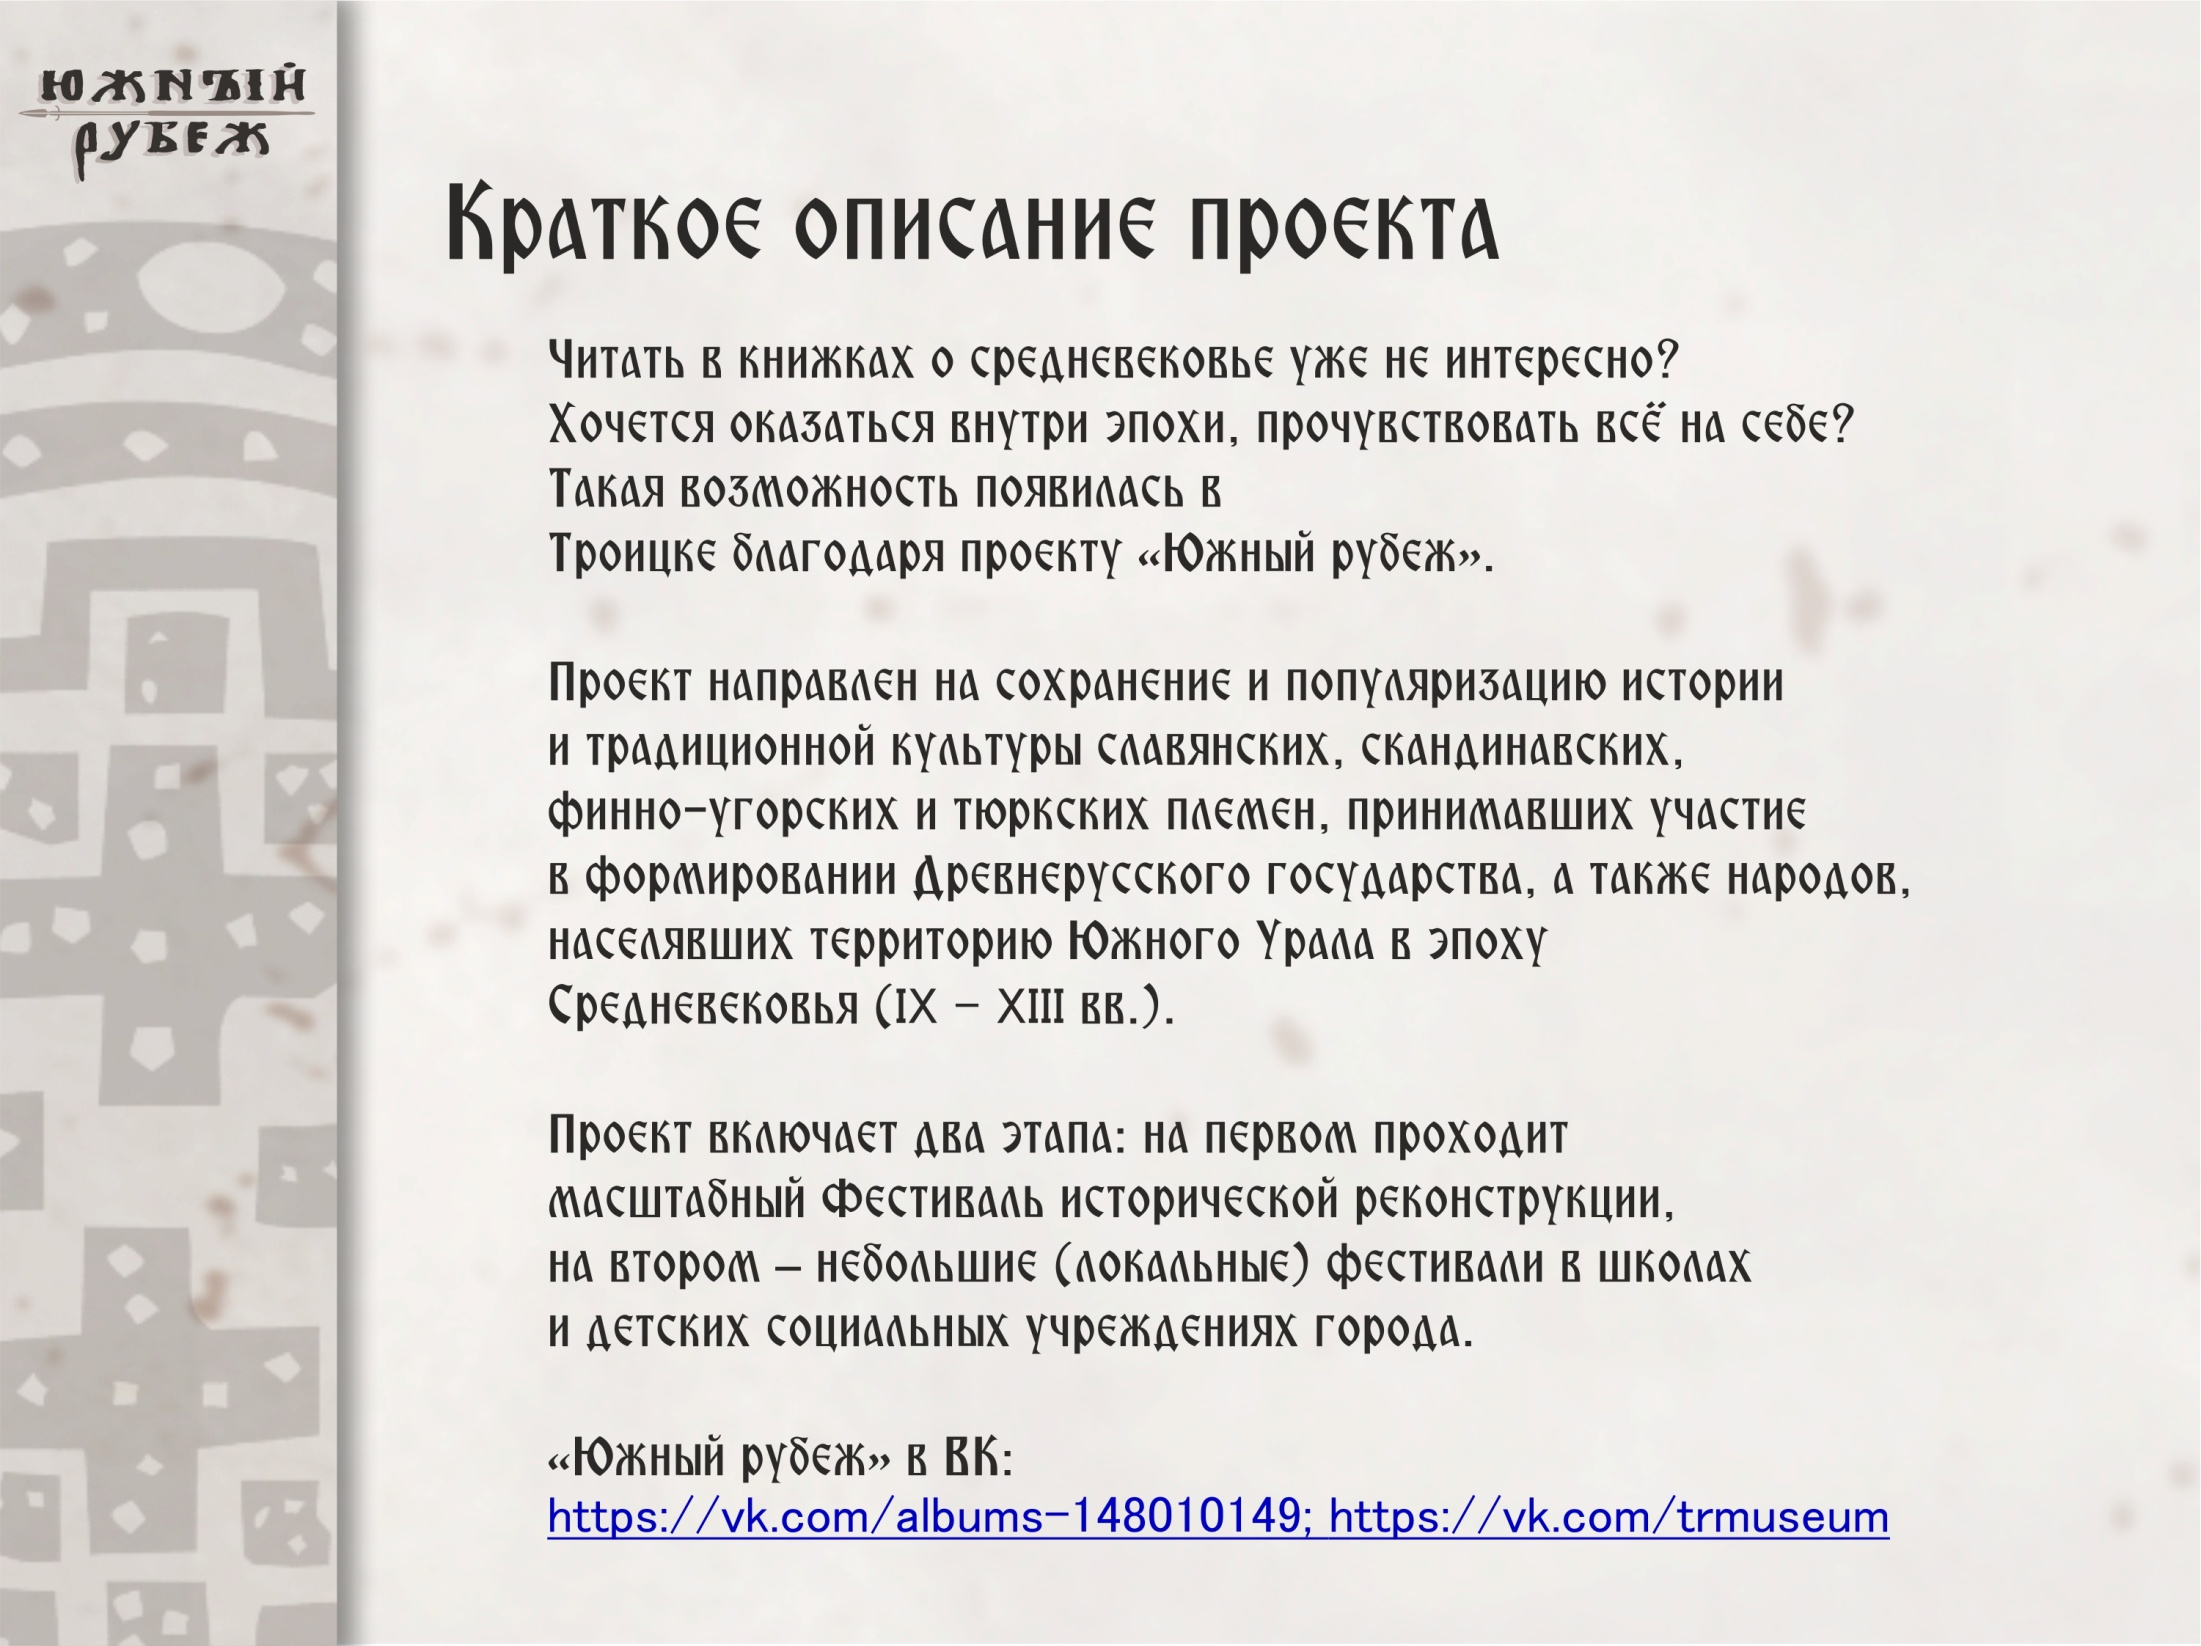 ЮЖНЫЙ
РУБЕЖ
Краткое описание проекта
Читать в книжках о средневековье уже не интересно?
Хочется оказаться внутри эпохи, прочувствовать всё на себе?
Такая возможность появилась в
Троицке благодаря проекту «Южный рубеж».
Проект направлен на сохранение и популяризацию истории
и традиционной культуры славянских, скандинавских,
финно-угорских и тюркских племен, принимавших участие
в формировании Древнерусского государства, а также народов,
населявших территорию Южного Урала в эпоху
Средневековья (IX – XIII вв.).
Проект включает два этапа: на первом проходит
масштабный Фестиваль исторической реконструкции,
на втором – небольшие (локальные) фестивали в школах
и детских социальных учреждениях города.
«Южный рубеж» в ВК:
https://vk.com/albums-148010149; https://vk.com/trmuseum